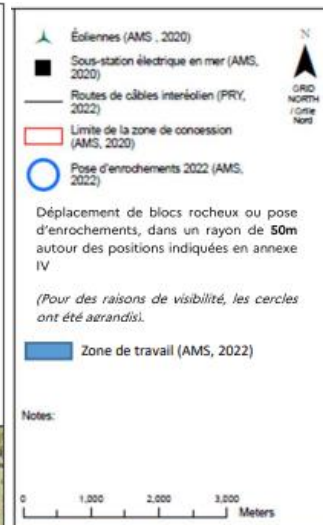 Éoliennes (AMS , 2020)
Sous-station électrique en mer (AMS,
2020)
Routes de câbles interéolien (PRY,
2022)
Limite de la zone de concession
(AMS, 2020)
Pose d'enrochements 2022 (AMS,
2022)
N
GRID
NORTH
/ Grille
Nord
Déplacement de blocs rocheux ou pose
d'enrochements, dans un rayon de 50m
autour des positions indiquées en annexe
IV
(Pour des raisons de visibilité, les cercles
ont été agrandis).
Zone de travail (AMS, 2022)
Notes:
0 1,000 2,000 3,000
Meters